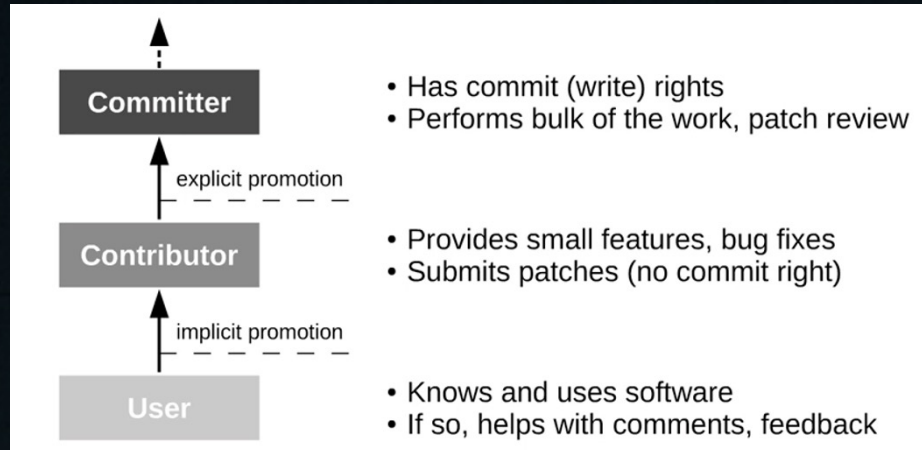 Committer
• Has commit (write) rights
• Performs bulk of the work, patch review
explicit promotion
Contributor
• Provides small features, bug fixes
• Submits patches (no commit right)
implicit promotion
User
• Knows and uses software
• If so, helps with comments, feedback